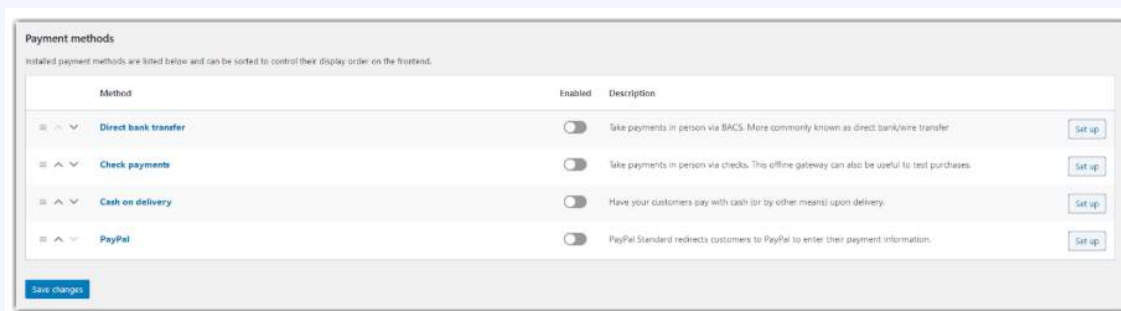 Payment methods
Installed payment methods are listed below and can be sorted to control their display order on the frontend.
Method Enabled Description
Direct bank transfer Take payments in person via BACS. More commonly known as direct bank/wire transfer Set up
Check payments Take payments in person via checks. This offline gateway can also be useful to test purchases. Set up
Cash on delivery Have your customers pay with cash (or by other means) upon delivery. Set up
PayPal PayPal Standard redirects customers to PayPal to enter their payment information. Set up
Save changes